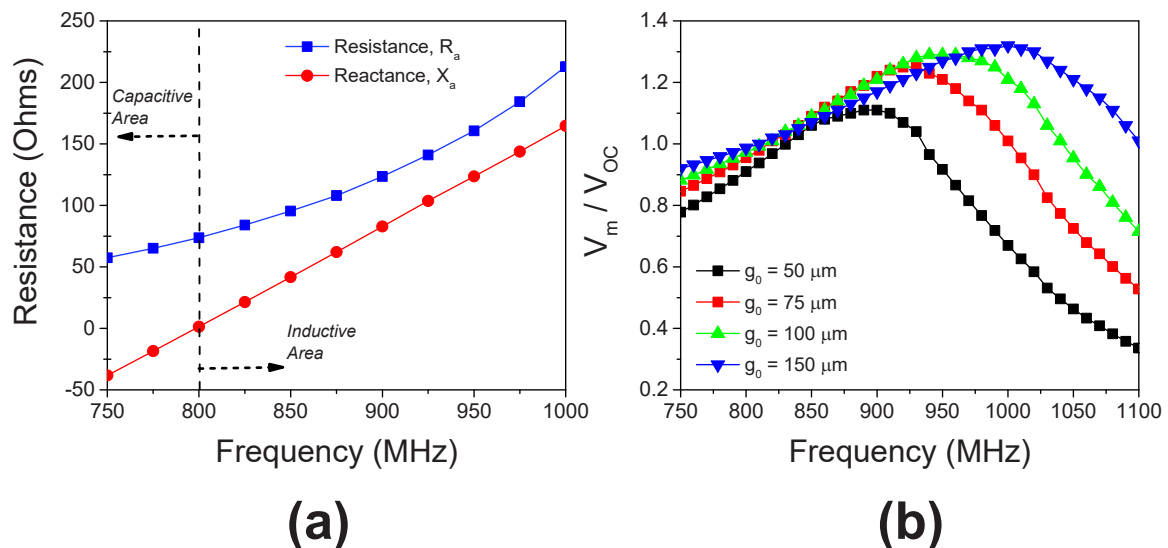 250
200
150
100
50
0
-50
Resistance (Ohms)
Resistance, Rₐ
Reactance, Xₐ
Capacitive
Area
Inductive
Area
750 800 850 900 950 1000
Frequency (MHz)
(a)
1.4
1.2
1.0
0.8
0.6
0.4
0.2
Vm / VOC
g₀ = 50 μm
g₀ = 75 μm
g₀ = 100 μm
g₀ = 150 μm
750 800 850 900 950 1000 1050 1100
Frequency (MHz)
(b)